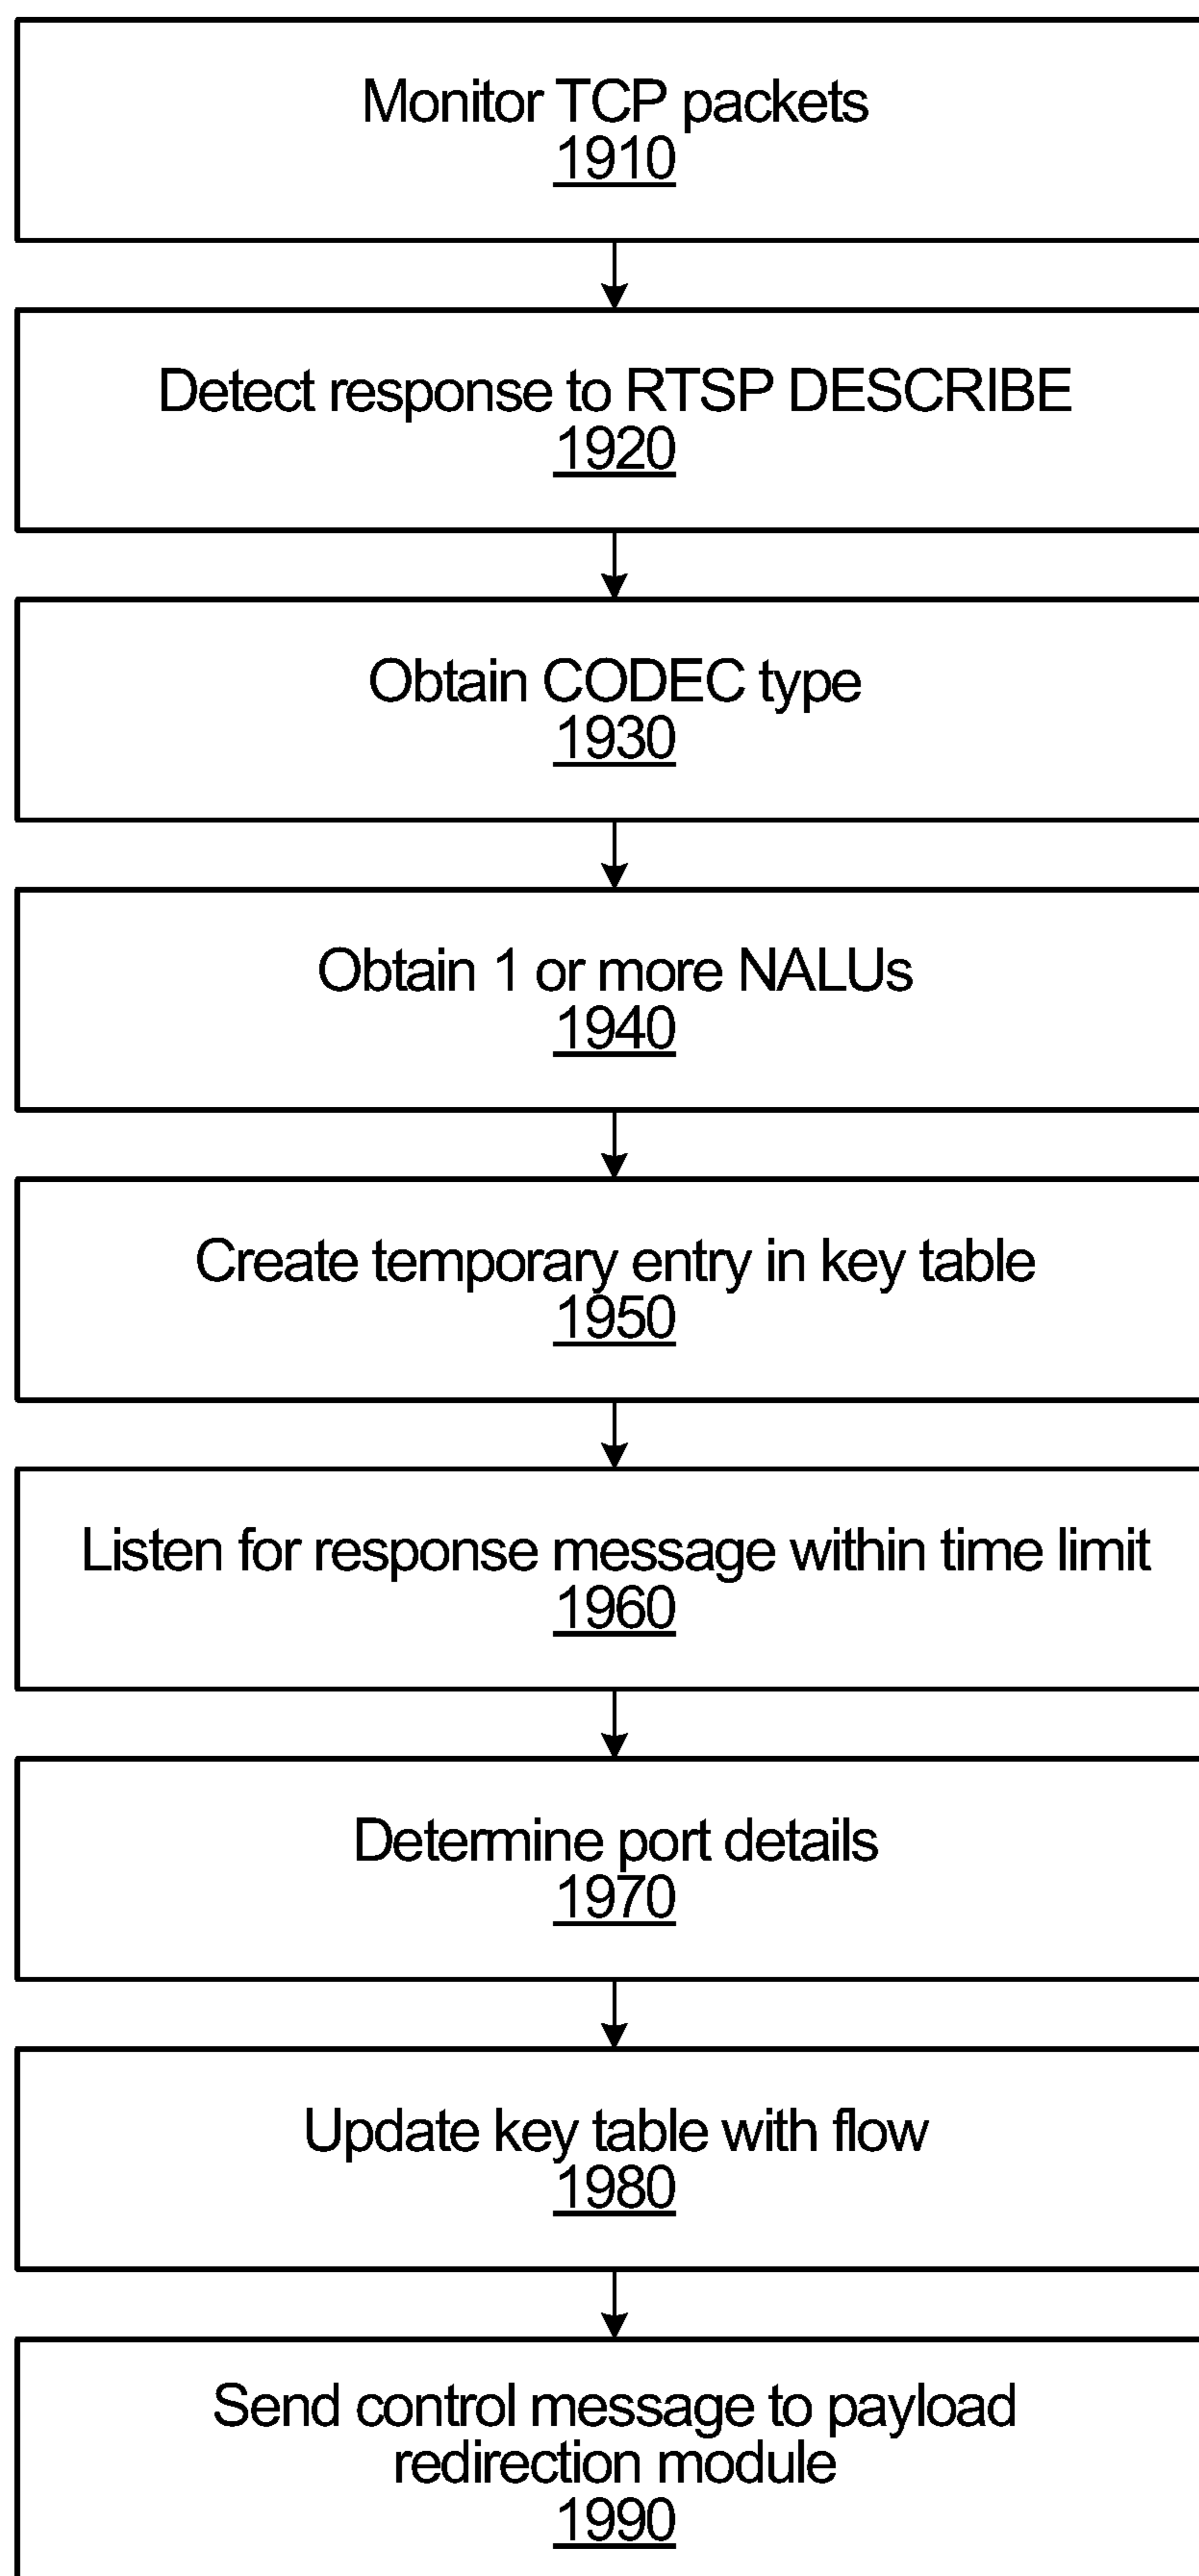 Monitor TCP packets
1910
Detect response to RTSP DESCRIBE
1920
Obtain CODEC type
1930
Obtain 1 or more NALUs
1940
Create temporary entry in key table
1950
Listen for response message within time limit
1960
Determine port details
1970
Update key table with flow
1980
Send control message to payload
redirection module
1990